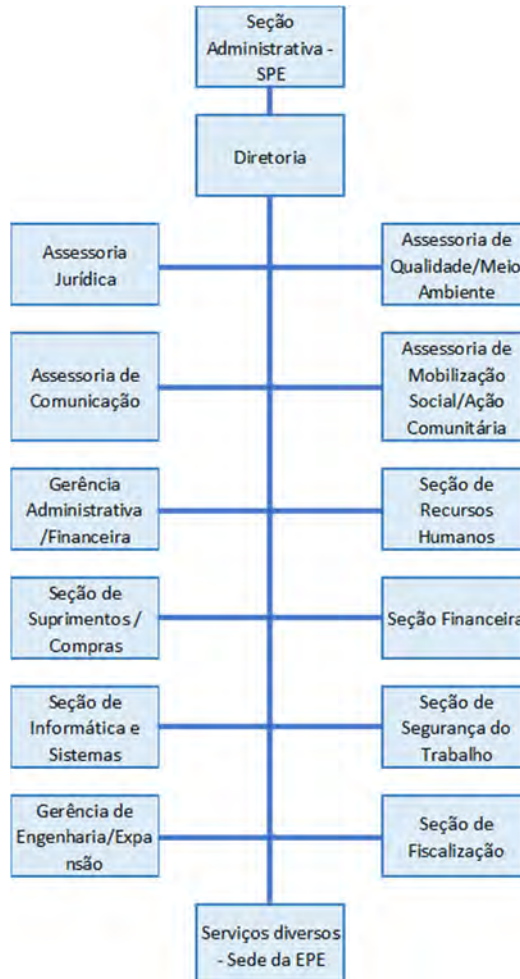 Seção
Administrativa -
SPE
Diretoria
Assessoria
Jurídica
Assessoria de
Qualidade/Meio
Ambiente
Assessoria de
Comunicação
Assessoria de
Mobilização
Social/Ação
Comunitária
Gerência
Administrativa
/Financeira
Seção de
Recursos
Humanos
Seção de
Suprimentos /
Compras
Seção Financeira
Seção de
Informática e
Sistemas
Seção de
Segurança do
Trabalho
Gerência de
Engenharia/Expa
nsão
Seção de
Fiscalização
Serviços diversos
- Sede da EPE